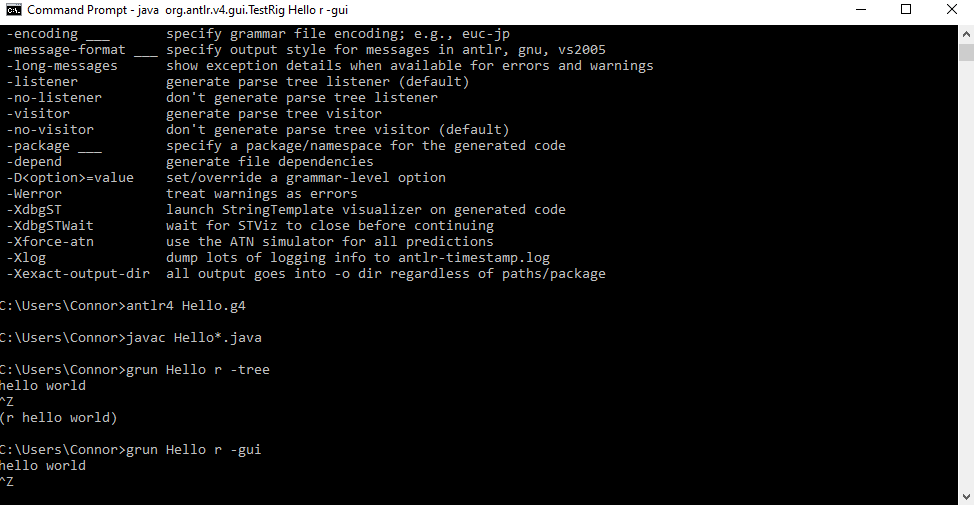 Command Prompt - java  org.antlr.v4.gui.TestRig Hello r -gui
-encoding ___       specify grammar file encoding; e.g., euc-jp
-message-format ___ specify output style for messages in antlr, gnu, vs2005
-long-messages      show exception details when available for errors and warnings
-listener           generate parse tree listener (default)
-no-listener        don't generate parse tree listener
-visitor            generate parse tree visitor
-no-visitor         don't generate parse tree visitor (default)
-package ___        specify a package/namespace for the generated code
-depend             generate file dependencies
-D<option>=value    set/override a grammar-level option
-Werror             treat warnings as errors
-XdbgST             launch StringTemplate visualizer on generated code
-XdbgSTWait         wait for STViz to close before continuing
-Xforce-atn         use the ATN simulator for all predictions
-Xlog               dump lots of logging info to antlr-timestamp.log
-Xexact-output-dir  all output goes into -o dir regardless of paths/package
C:\Users\Connor>antlr4 Hello.g4
C:\Users\Connor>javac Hello*.java
C:\Users\Connor>grun Hello r -tree
hello world
^Z
(r hello world)
C:\Users\Connor>grun Hello r -gui
hello world
^Z